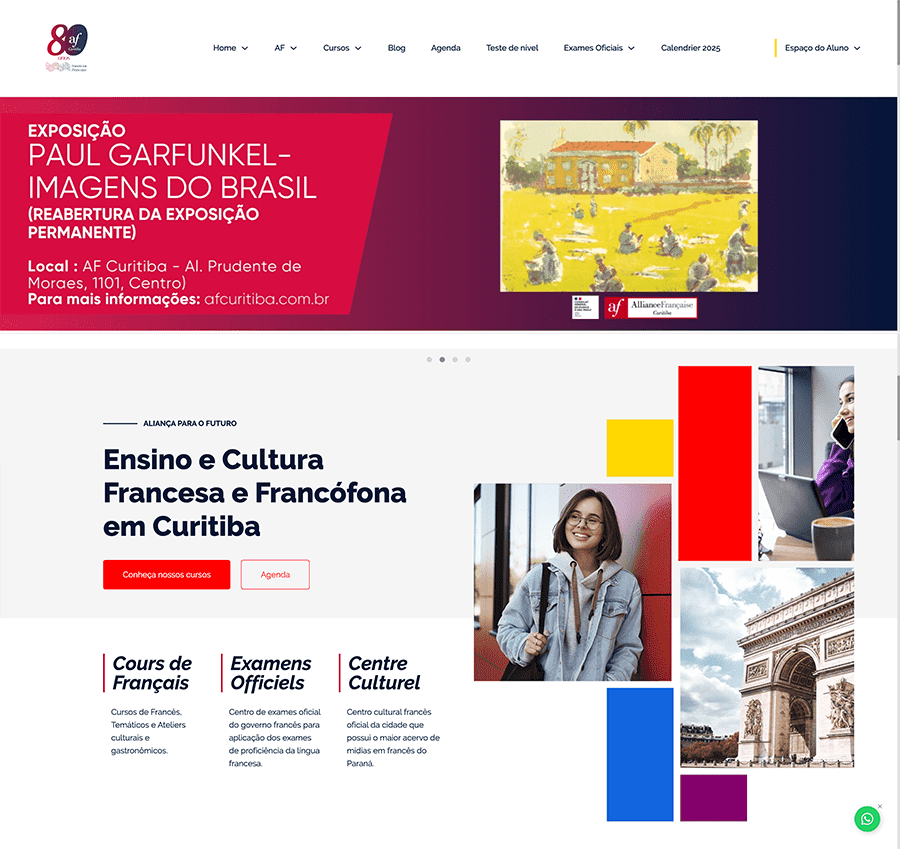 80 af
Curitiba
anos
Home
AF
Cursos
Blog
Agenda
Teste de nível
Exames Oficiais
Calendrier 2025
Espaço do Aluno
EXPOSIÇÃO
PAUL GARFUNKEL-
IMAGENS DO BRASIL
(REABERTURA DA EXPOSIÇÃO
PERMANENTE)
Local : AF Curitiba - Al. Prudente de
Moraes, 1101, Centro)
Para mais informações: afcuritiba.com.br
af AllianceFrançaise
Curitiba
ALIANÇA PARA O FUTURO
Ensino e Cultura
Francesa e Francófona
em Curitiba
Conheça nossos cursos
Agenda
Cours de
Français
Cursos de Francês,
Temáticos e Ateliers
culturais e
gastronômicos.
Examens
Officiels
Centro de exames oficial
do governo francês para
aplicação dos exames
de proficiência da língua
francesa.
Centre
Culturel
Centro cultural francês
oficial da cidade que
possui o maior acervo de
mídias em francês do
Paraná.